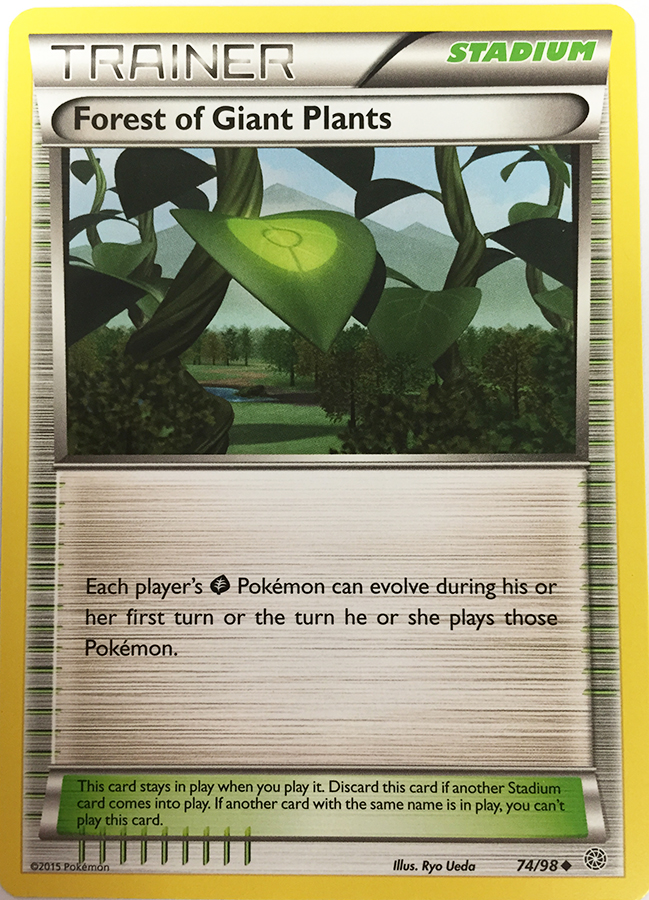 TRAINER STADIUM
Forest of Giant Plants
Each player's Pokémon can evolve during his or
her first turn or the turn he or she plays those
Pokémon.
This card stays in play when you play it. Discard this card if another Stadium
card comes into play. If another card with the same name is in play, you can't
play this card.
©2015 Pokémon Illus. Ryo Ueda 74/98